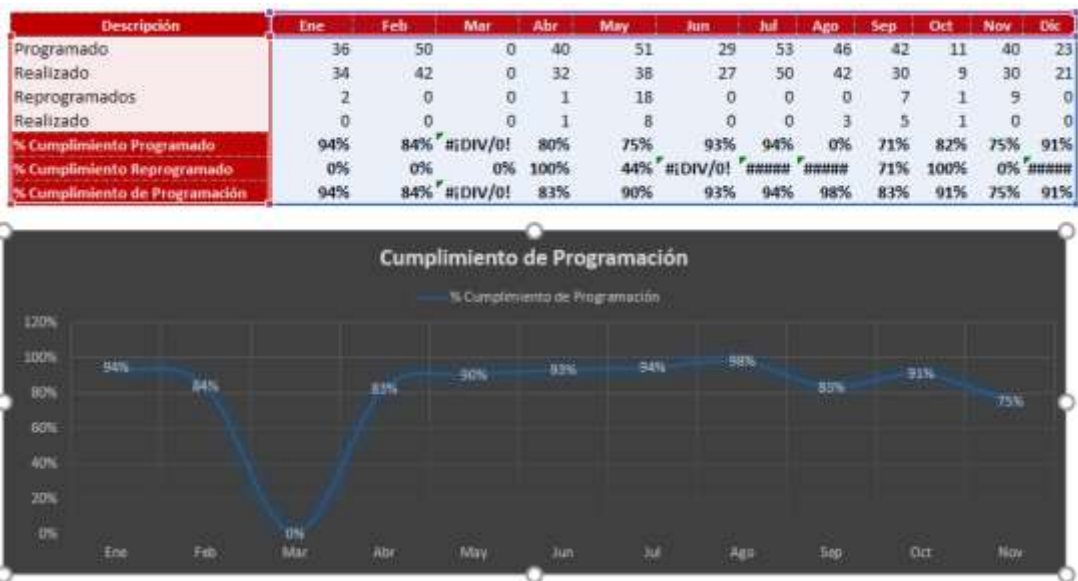 Descripción Ene Feb Mar Abr May Jun Jul Ago Sep Oct Nov Dic
Programado 36 50 0 40 51 29 53 46 42 11 40 23
Realizado 34 42 0 32 38 27 50 42 30 9 30 21
Reprogramados 2 0 0 1 18 0 0 0 7 1 9 0
Realizado 0 0 0 1 8 0 0 3 5 1 0 0
% Cumplimiento Programado 94% 84% #¡DIV/0! 80% 75% 93% 94% 0% 71% 82% 75% 91%
% Cumplimiento Reprogramado 0% 0% 0% 100% 44% #¡DIV/0! ##### ##### 71% 100% 0% #####
% Cumplimiento de Programación 94% 84% #¡DIV/0! 83% 90% 93% 94% 98% 83% 91% 75% 91%
Cumplimiento de Programación
% Cumplimiento de Programación
120%
100%
80%
60%
40%
20%
0%
94% 84% 0% 83% 90% 93% 94% 98% 83% 91% 75%
Ene Feb Mar Abr May Jun Jul Ago Sep Oct Nov